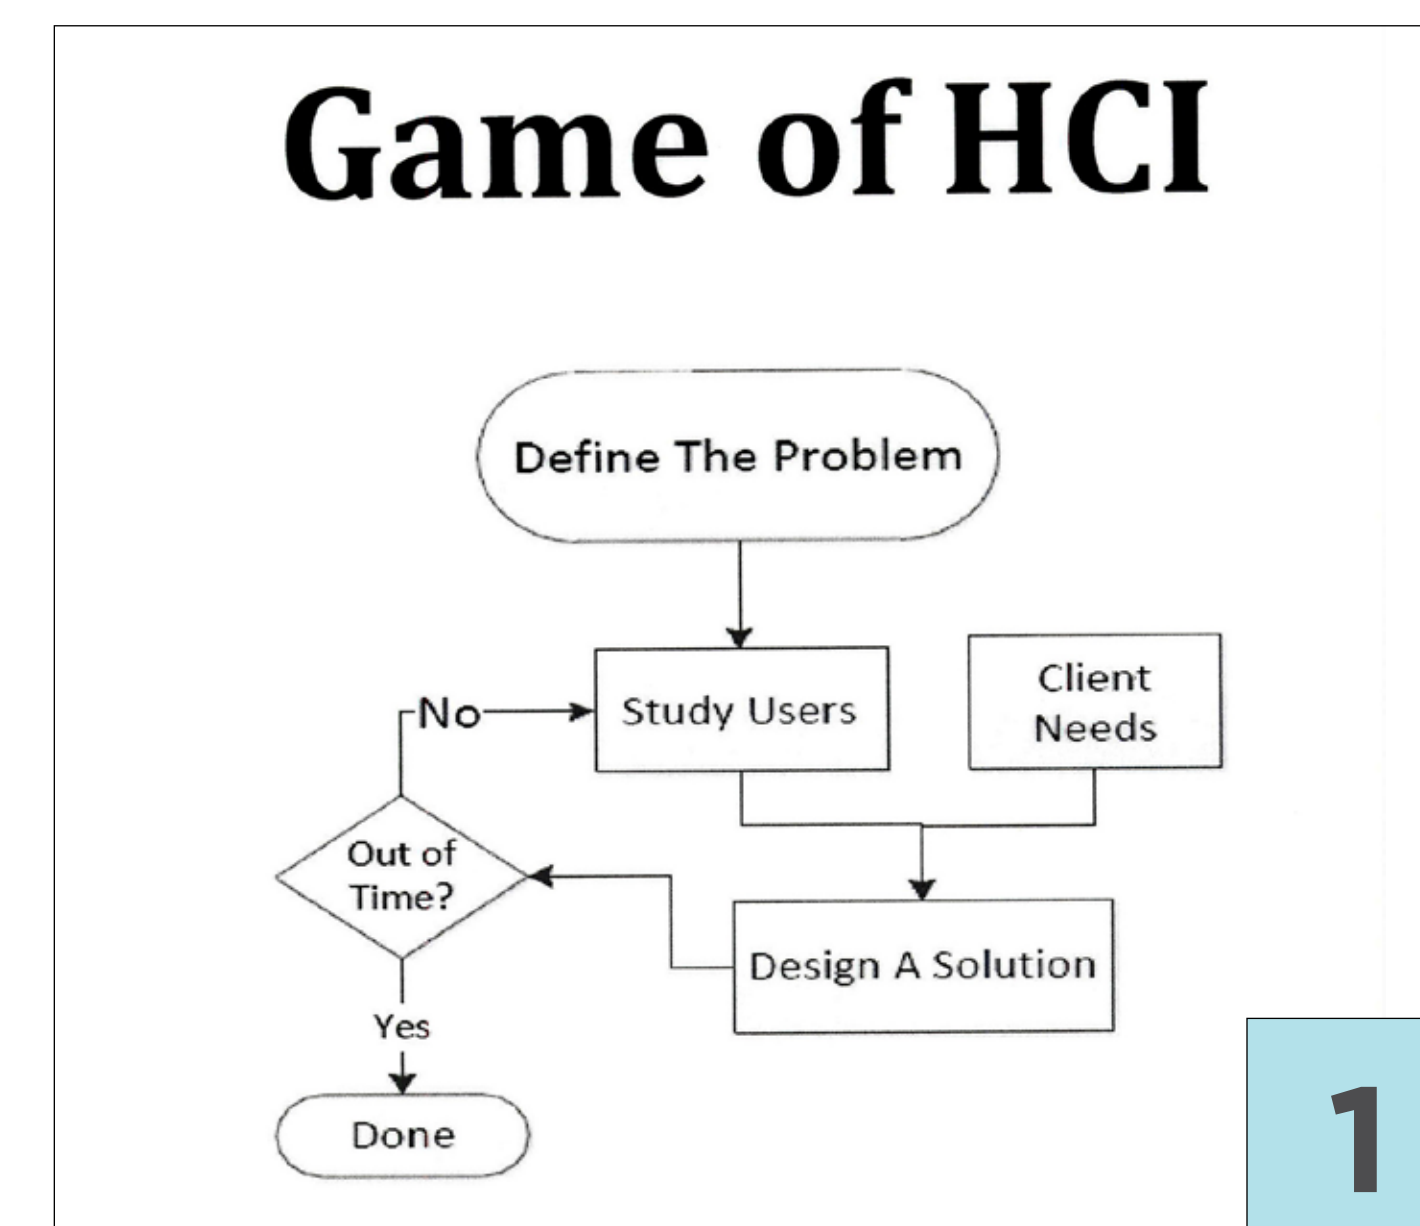 Game of HCI
Define The Problem
Study Users
Client
Needs
No
Out of
Time?
Design A Solution
Yes
Done
1